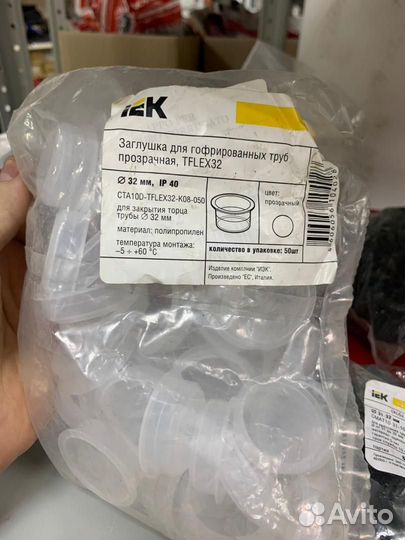 iEK
Заглушка для гофрированных труб
прозрачная, TFLEX32
Ø 32 мм, IP 40
CTA10D-TFLEX32-K08-050
для закрытия торца
трубы Ø 32 мм
материал: полипропилен
температура монтажа:
–5 ÷ +60 °C
цвет:
прозрачный
количество в упаковке: 50шт
Изделие компании "ИЭК".
Произведено "ЕС", Италия.
iEK
Avito